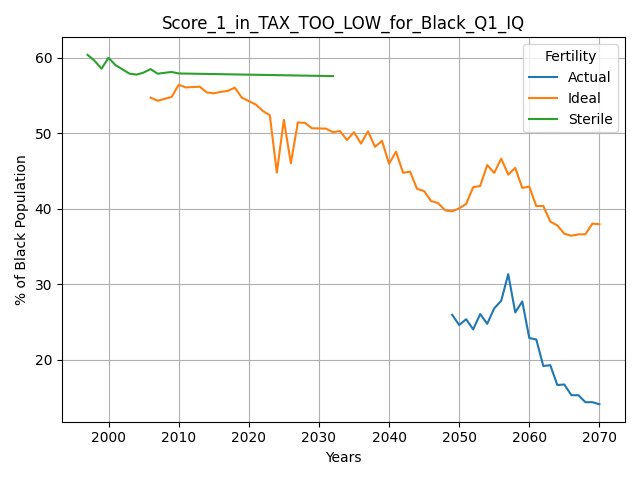 Score_1_in_TAX_TOO_LOW_for_Black_Q1_IQ
Fertility
Actual
Ideal
Sterile
% of Black Population
60
50
40
30
20
2000 2010 2020 2030 2040 2050 2060 2070
Years